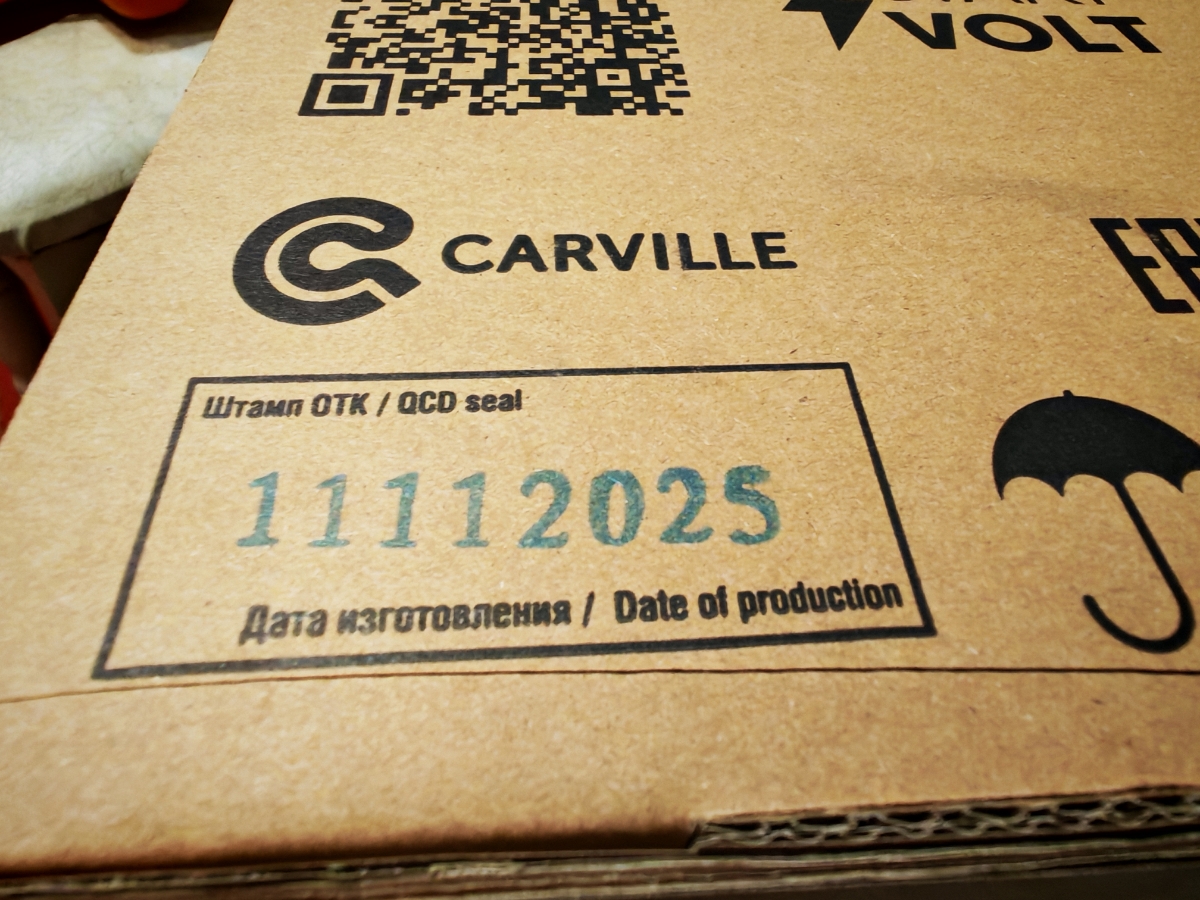 VOLT
CARVILLE
Штамп ОТК / QCD seal
11112025
Дата изготовления / Date of production